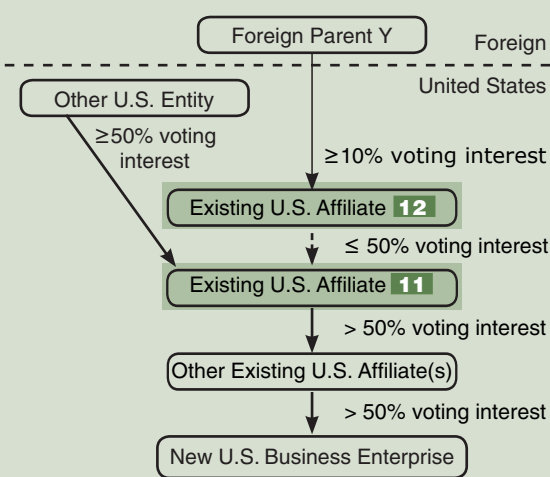 Foreign Parent Y
Foreign
United States
Other U.S. Entity
≥50% voting
interest
≥10% voting interest
Existing U.S. Affiliate 12
≤ 50% voting interest
Existing U.S. Affiliate 11
> 50% voting interest
Other Existing U.S. Affiliate(s)
> 50% voting interest
New U.S. Business Enterprise